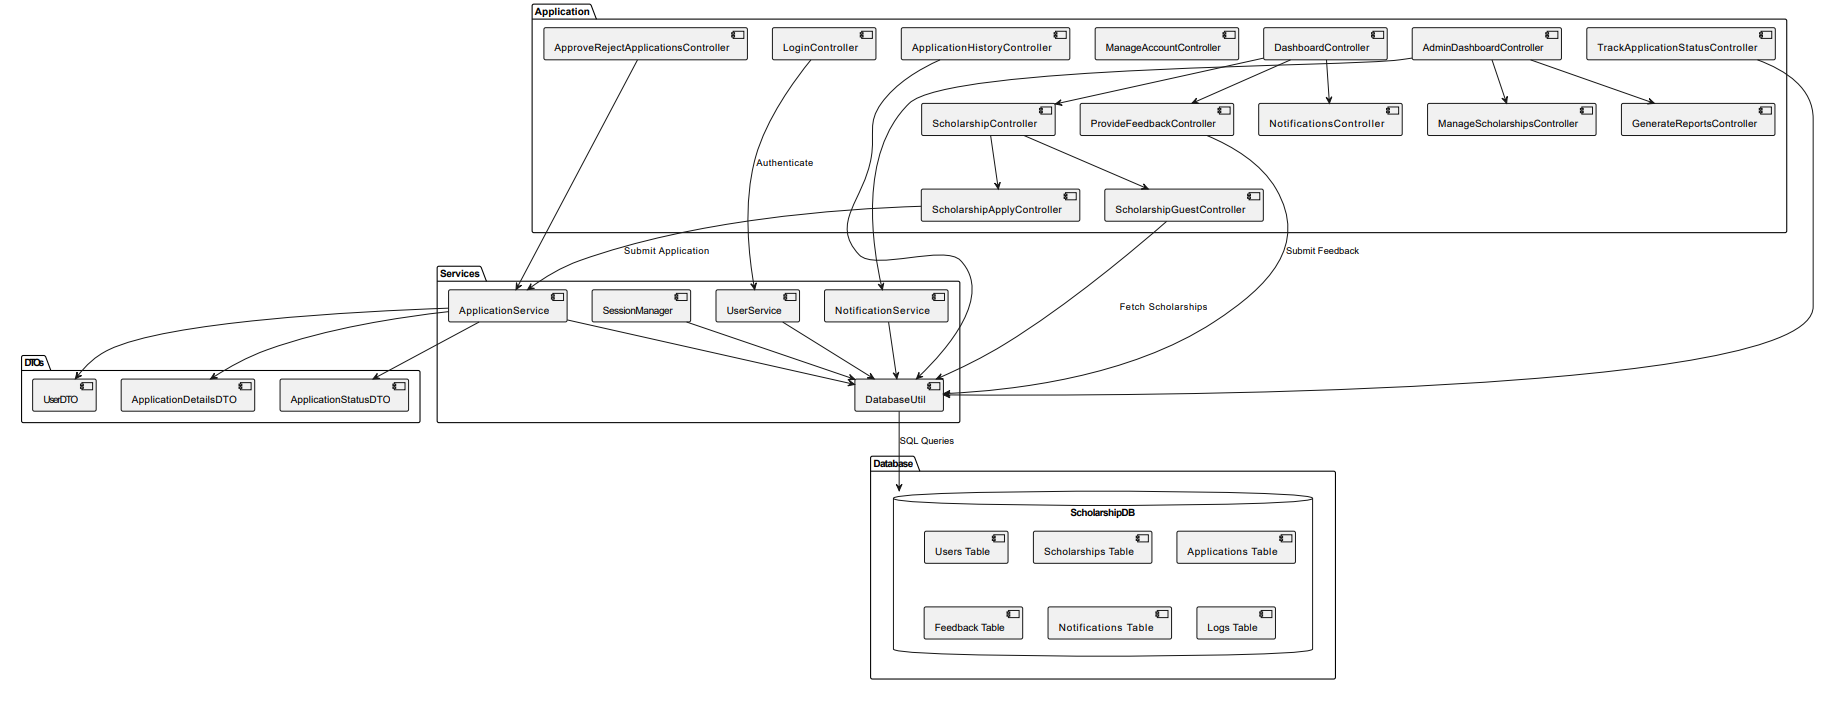 Application
ApproveRejectApplicationsController
LoginController
ApplicationHistoryController
ManageAccountController
DashboardController
AdminDashboardController
TrackApplicationStatusController
ScholarshipController
ProvideFeedbackController
NotificationsController
ManageScholarshipsController
GenerateReportsController
Authenticate
ScholarshipApplyController
ScholarshipGuestController
Submit Application
Submit Feedback
Services
ApplicationService
SessionManager
UserService
NotificationService
Fetch Scholarships
DTOs
UserDTO
ApplicationDetailsDTO
ApplicationStatusDTO
DatabaseUtil
SQL Queries
Database
ScholarshipDB
Users Table
Scholarships Table
Applications Table
Feedback Table
Notifications Table
Logs Table